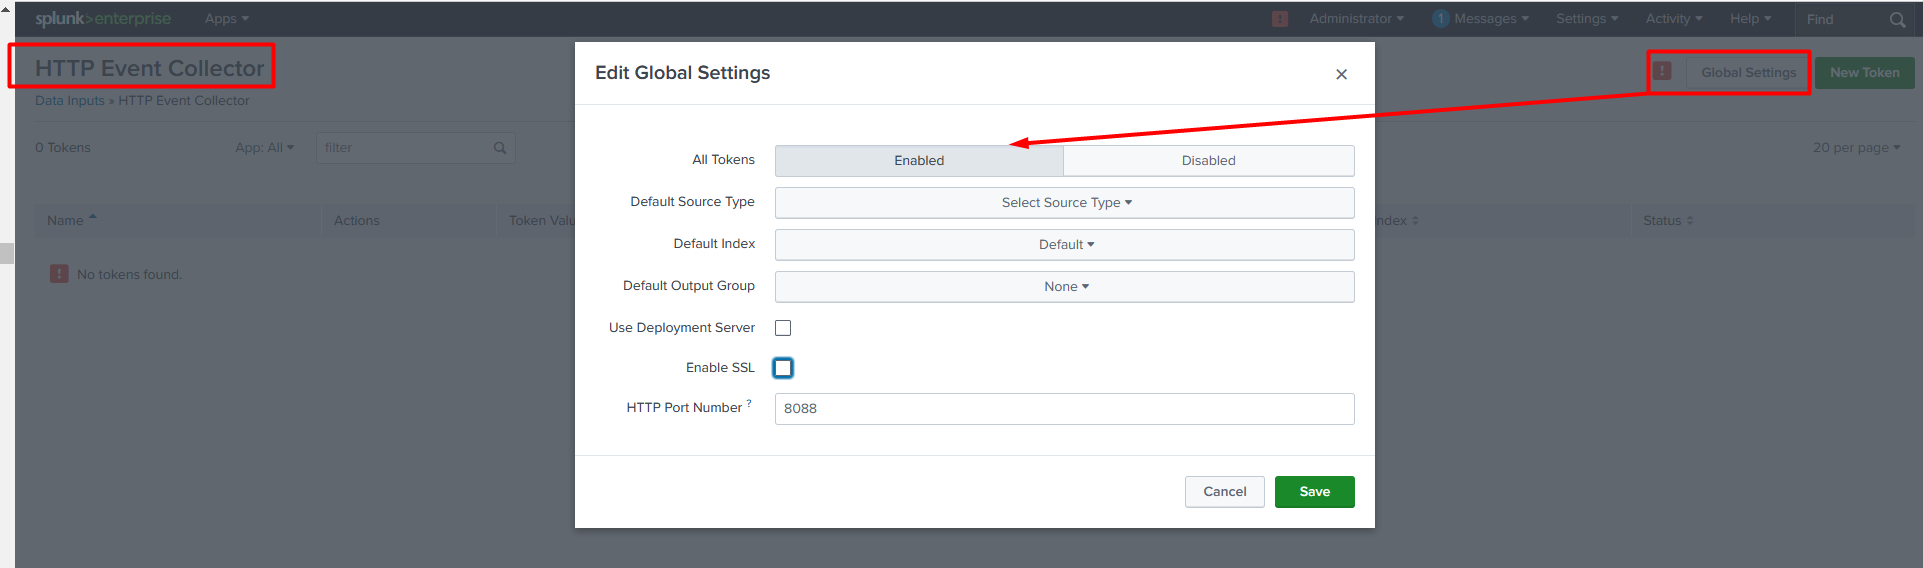 splunk>enterprise Apps Administrator 1 Messages Settings Activity Help Find
HTTP Event Collector
Data Inputs » HTTP Event Collector
Global Settings New Token
0 Tokens App: All filter 20 per page
Name Actions Token Valu ndex Status
No tokens found.
Edit Global Settings
All Tokens Enabled Disabled
Default Source Type Select Source Type
Default Index Default
Default Output Group None
Use Deployment Server
Enable SSL
HTTP Port Number ? 8088
Cancel Save